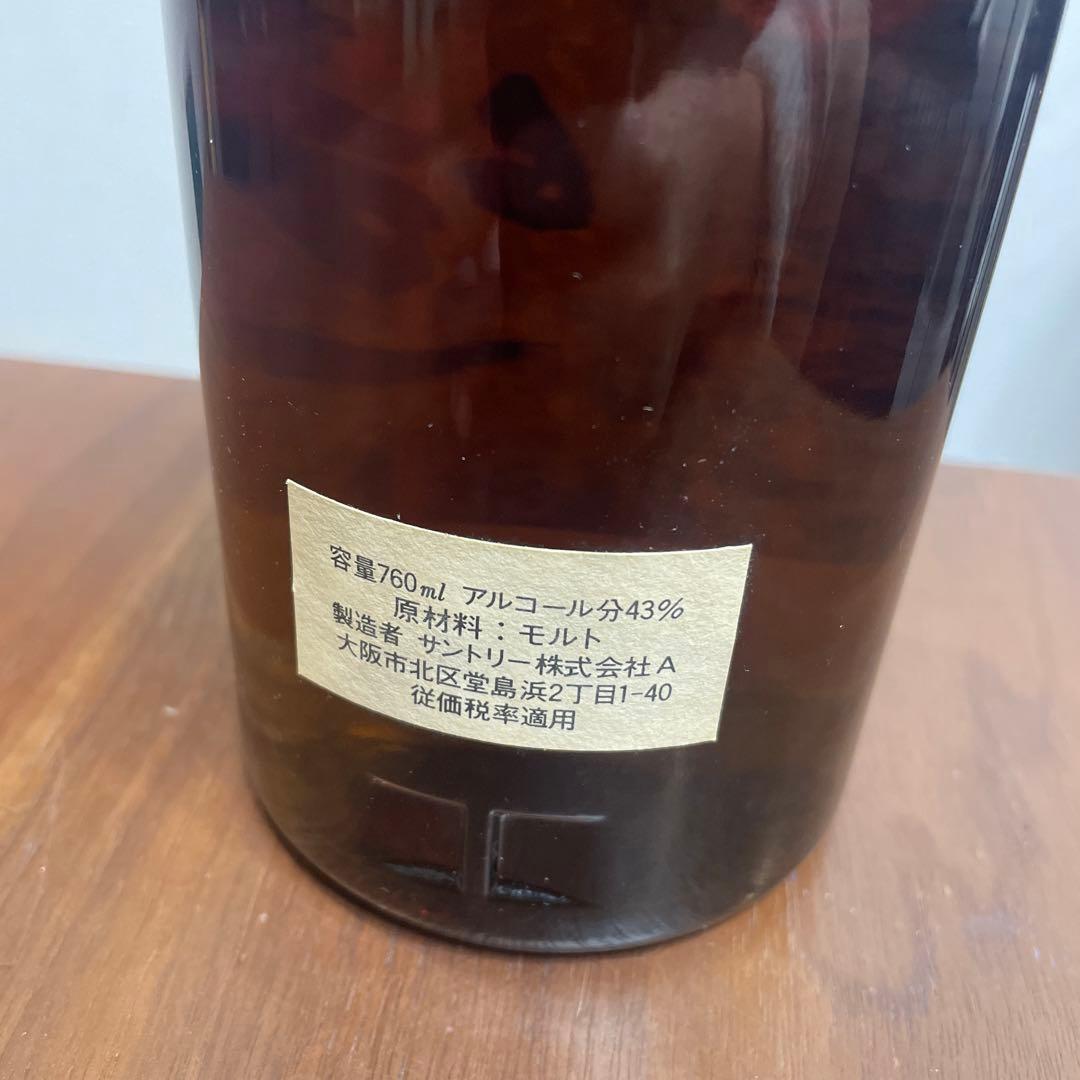 容量760ml アルコール分43%
原材料：モルト
製造者 サントリー株式会社A
大阪市北区堂島浜2丁目1-40
従価税率適用